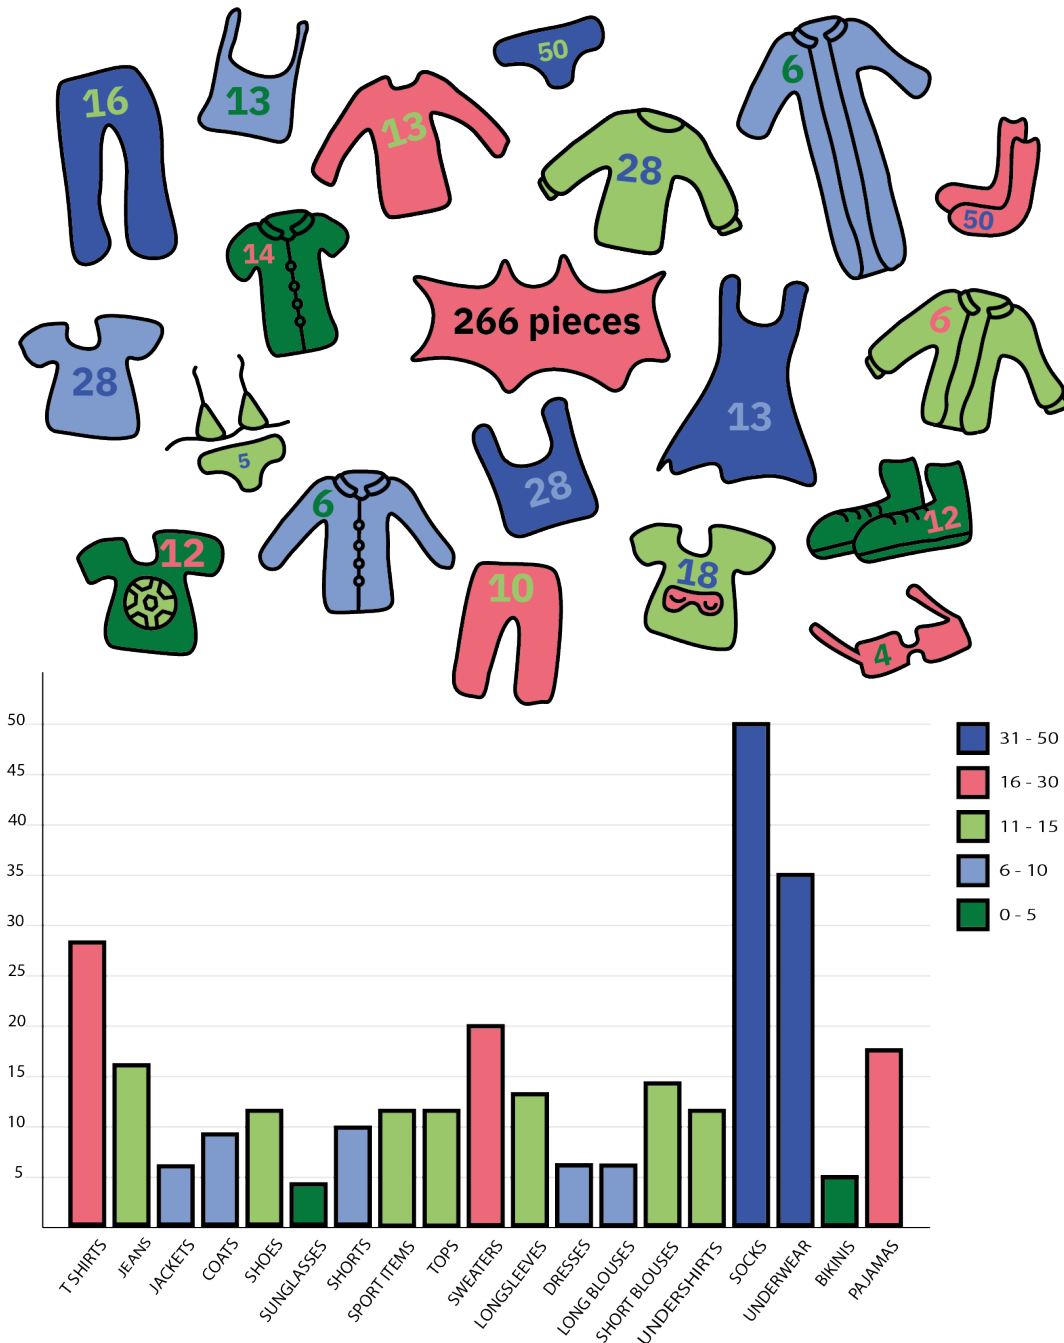 50
6
16
13
13
28
50
14
266 pieces
6
28
13
5
28
6
12
12
18
10
4
50
45
40
35
30
25
20
15
10
5
31 - 50
16 - 30
11 - 15
6 - 10
0 - 5
T SHIRTS
JEANS
JACKETS
COATS
SHOES
SUNGLASSES
SHORTS
SPORT ITEMS
TOPS
SWEATERS
LONGSLEEVES
DRESSES
LONG BLOUSES
SHORT BLOUSES
UNDERSHIRTS
SOCKS
UNDERWEAR
BIKINIS
PAJAMAS